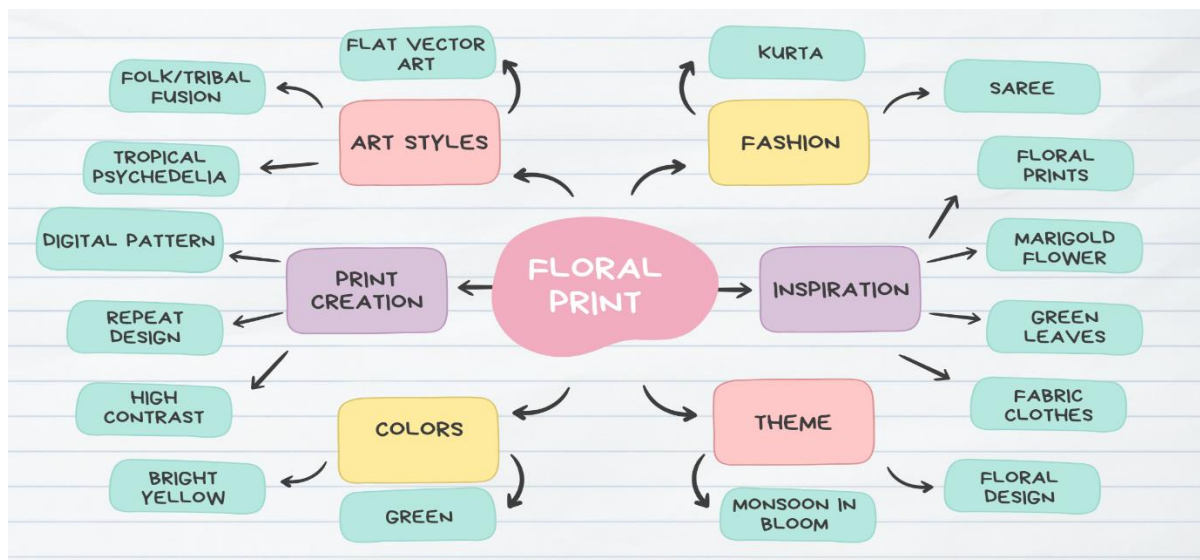 FLAT VECTOR
ART
FOLK/TRIBAL
FUSION
ART STYLES
TROPICAL
PSYCHEDELIA
KURTA
SAREE
FASHION
FLORAL
PRINTS
DIGITAL PATTERN
PRINT
CREATION
REPEAT
DESIGN
HIGH
CONTRAST
FLORAL
PRINT
MARIGOLD
FLOWER
INSPIRATION
GREEN
LEAVES
FABRIC
CLOTHES
COLORS
BRIGHT
YELLOW
GREEN
THEME
MONSOON IN
BLOOM
FLORAL
DESIGN